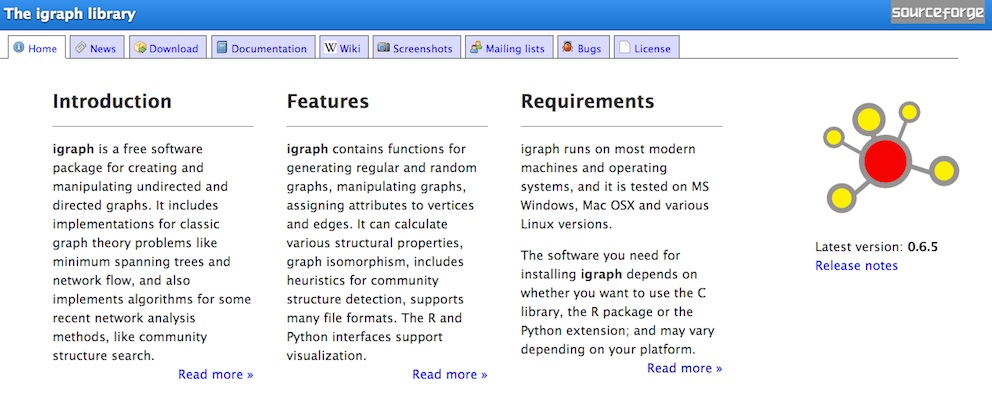 The igraph library
sourceforge
Home
News
Download
Documentation
Wiki
Screenshots
Mailing lists
Bugs
License
Introduction
igraph is a free software
package for creating and
manipulating undirected and
directed graphs. It includes
implementations for classic
graph theory problems like
minimum spanning trees and
network flow, and also
implements algorithms for some
recent network analysis
methods, like community
structure search.
Read more »
Features
igraph contains functions for
generating regular and random
graphs, manipulating graphs,
assigning attributes to vertices
and edges. It can calculate
various structural properties,
graph isomorphism, includes
heuristics for community
structure detection, supports
many file formats. The R and
Python interfaces support
visualization.
Read more »
Requirements
igraph runs on most modern
machines and operating
systems, and it is tested on MS
Windows, Mac OSX and various
Linux versions.
The software you need for
installing igraph depends on
whether you want to use the C
library, the R package or the
Python extension; and may vary
depending on your platform.
Read more »
Latest version: 0.6.5
Release notes